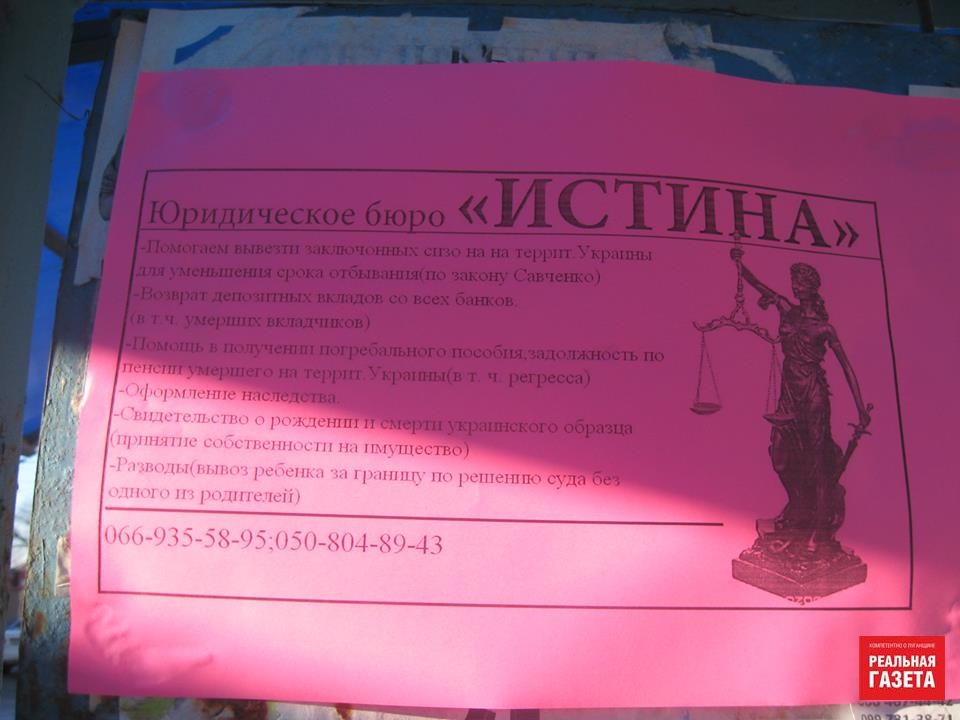 Юридическое бюро «ИСТИНА»
-Помогаем вывезти заключонных сизо на на террит.Украины
для уменьшения срока отбывания(по закону Савченко)
-Возврат депозитных вкладов со всех банков.
(в т.ч. умерших вкладчиков)
-Помощь в получении погребального пособия,задолжность по
пенсии умершего на террит.Украины(в т. ч. регресса)
-Оформление наследства.
-Свидетельство о рождении и смерти украинского образца
(принятие собственности на имущество)
-Разводы(вывоз ребенка за границу по решению суда без
одного из родителей)
066-935-58-95;050-804-89-43
КОМПЕТЕНТНО О ЛУГАНЩИНЕ
РЕАЛЬНАЯ
ГАЗЕТА